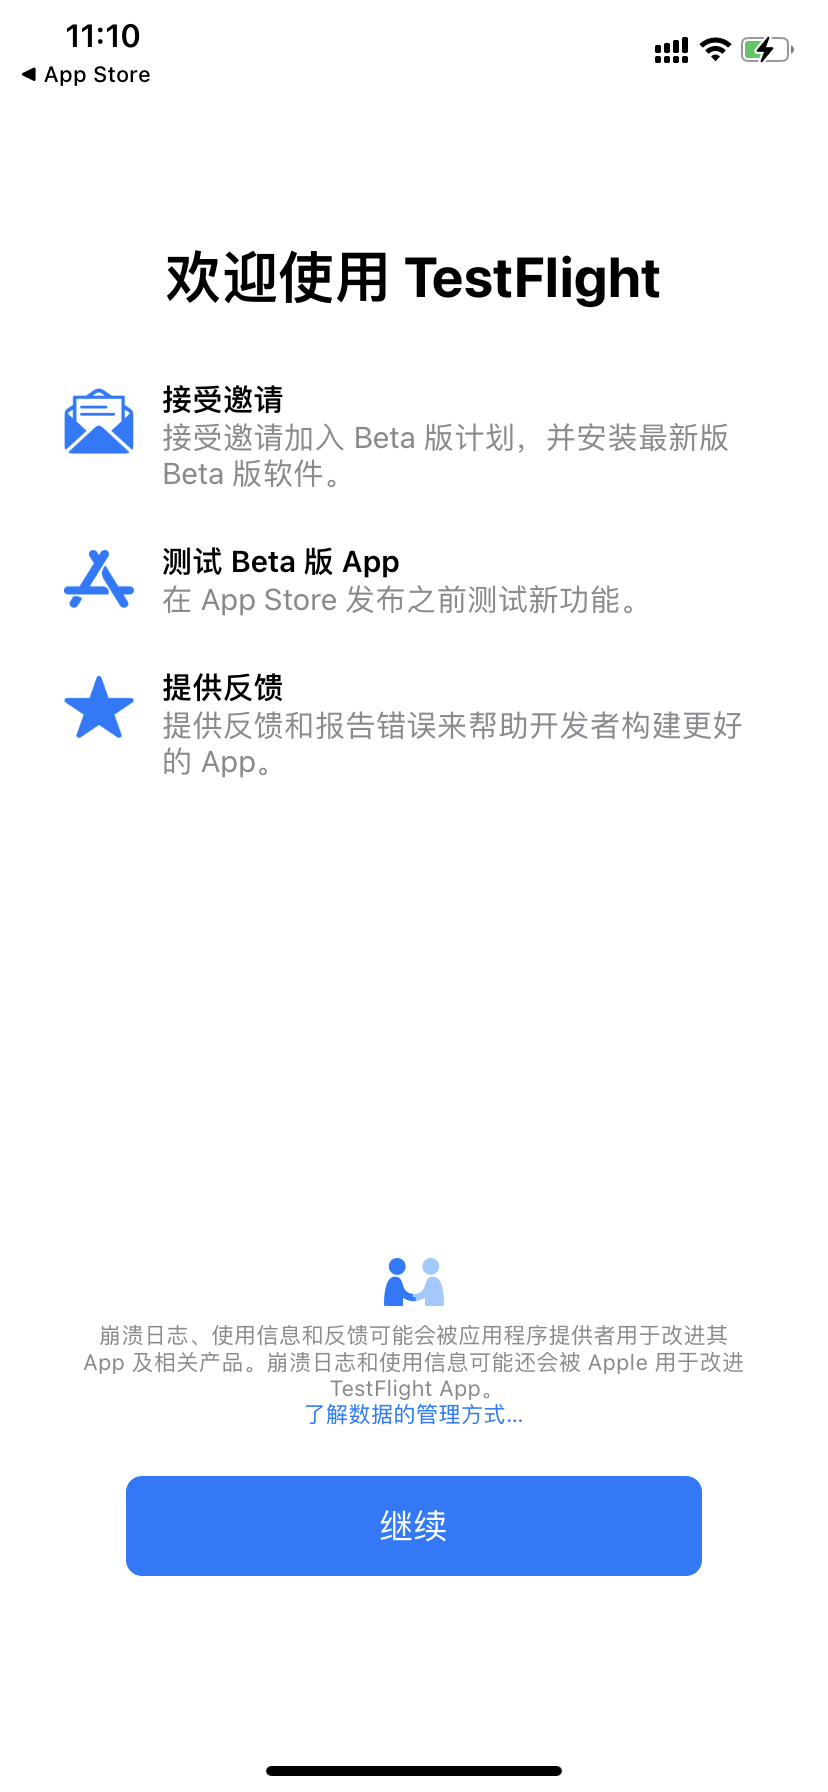 11:10
◀ App Store
欢迎使用 TestFlight
接受邀请
接受邀请加入 Beta 版计划，并安装最新版
Beta 版软件。
测试 Beta 版 App
在 App Store 发布之前测试新功能。
提供反馈
提供反馈和报告错误来帮助开发者构建更好
的 App。
崩溃日志、使用信息和反馈可能会被应用程序提供者用于改进其
App 及相关产品。崩溃日志和使用信息可能还会被 Apple 用于改进
TestFlight App。
了解数据的管理方式...
继续